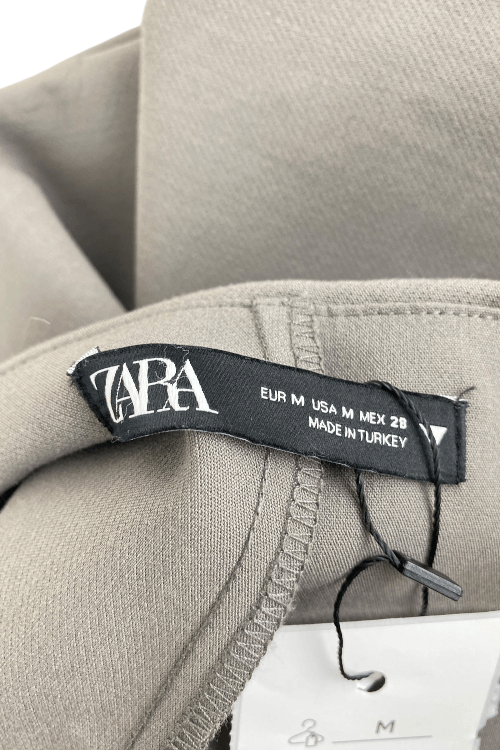 ZARA
EUR M USA M MEX 28
MADE IN TURKEY
M